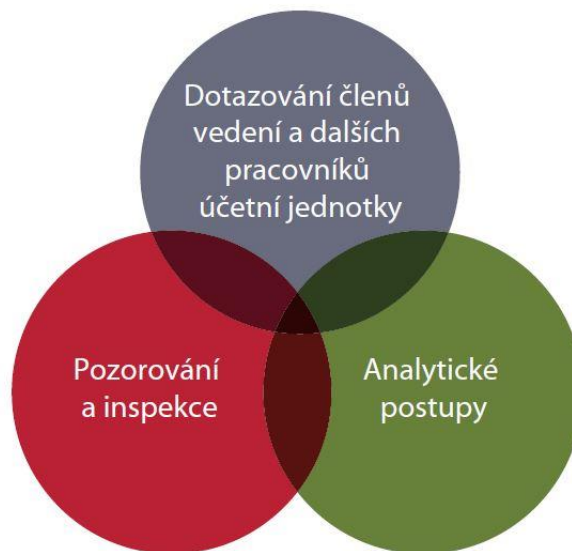 Dotazování členů
vedení a dalších
pracovníků
účetní jednotky
Pozorování
a inspekce
Analytické
postupy